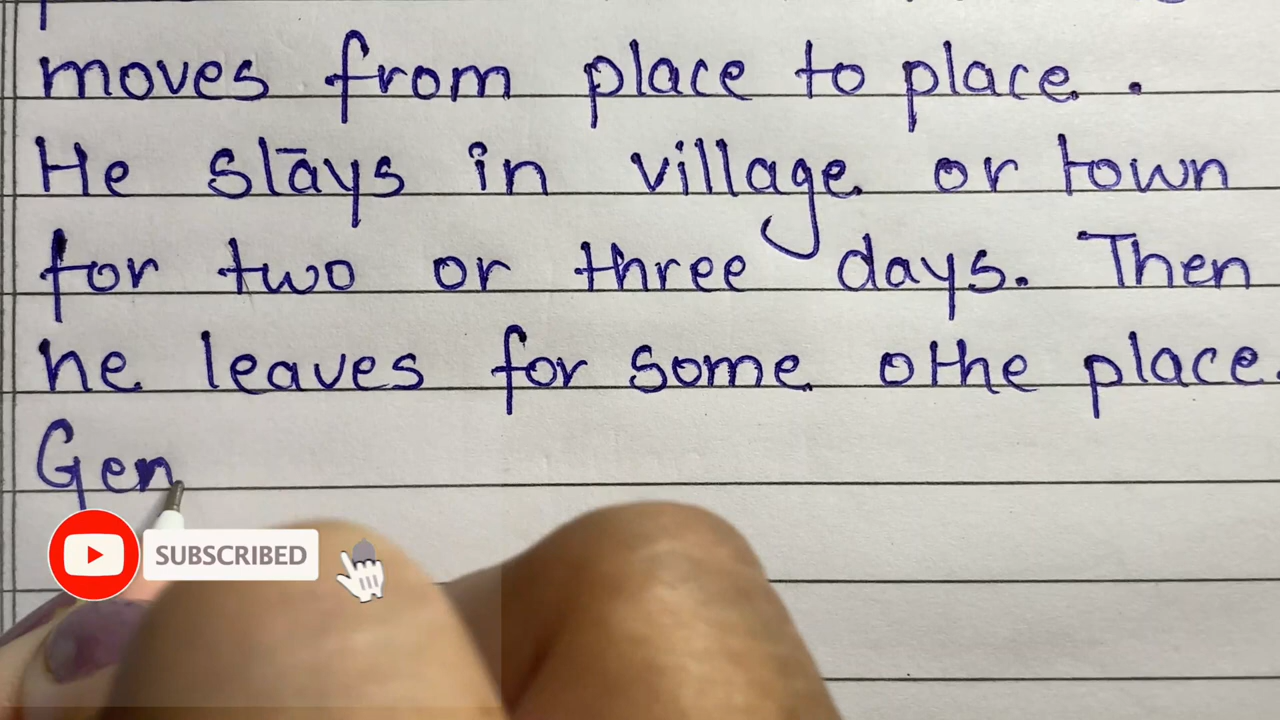 moves from place to place.
He stays in village or town
for two or three days. Then
he leaves for some othe place.
Gen
SUBSCRIBED